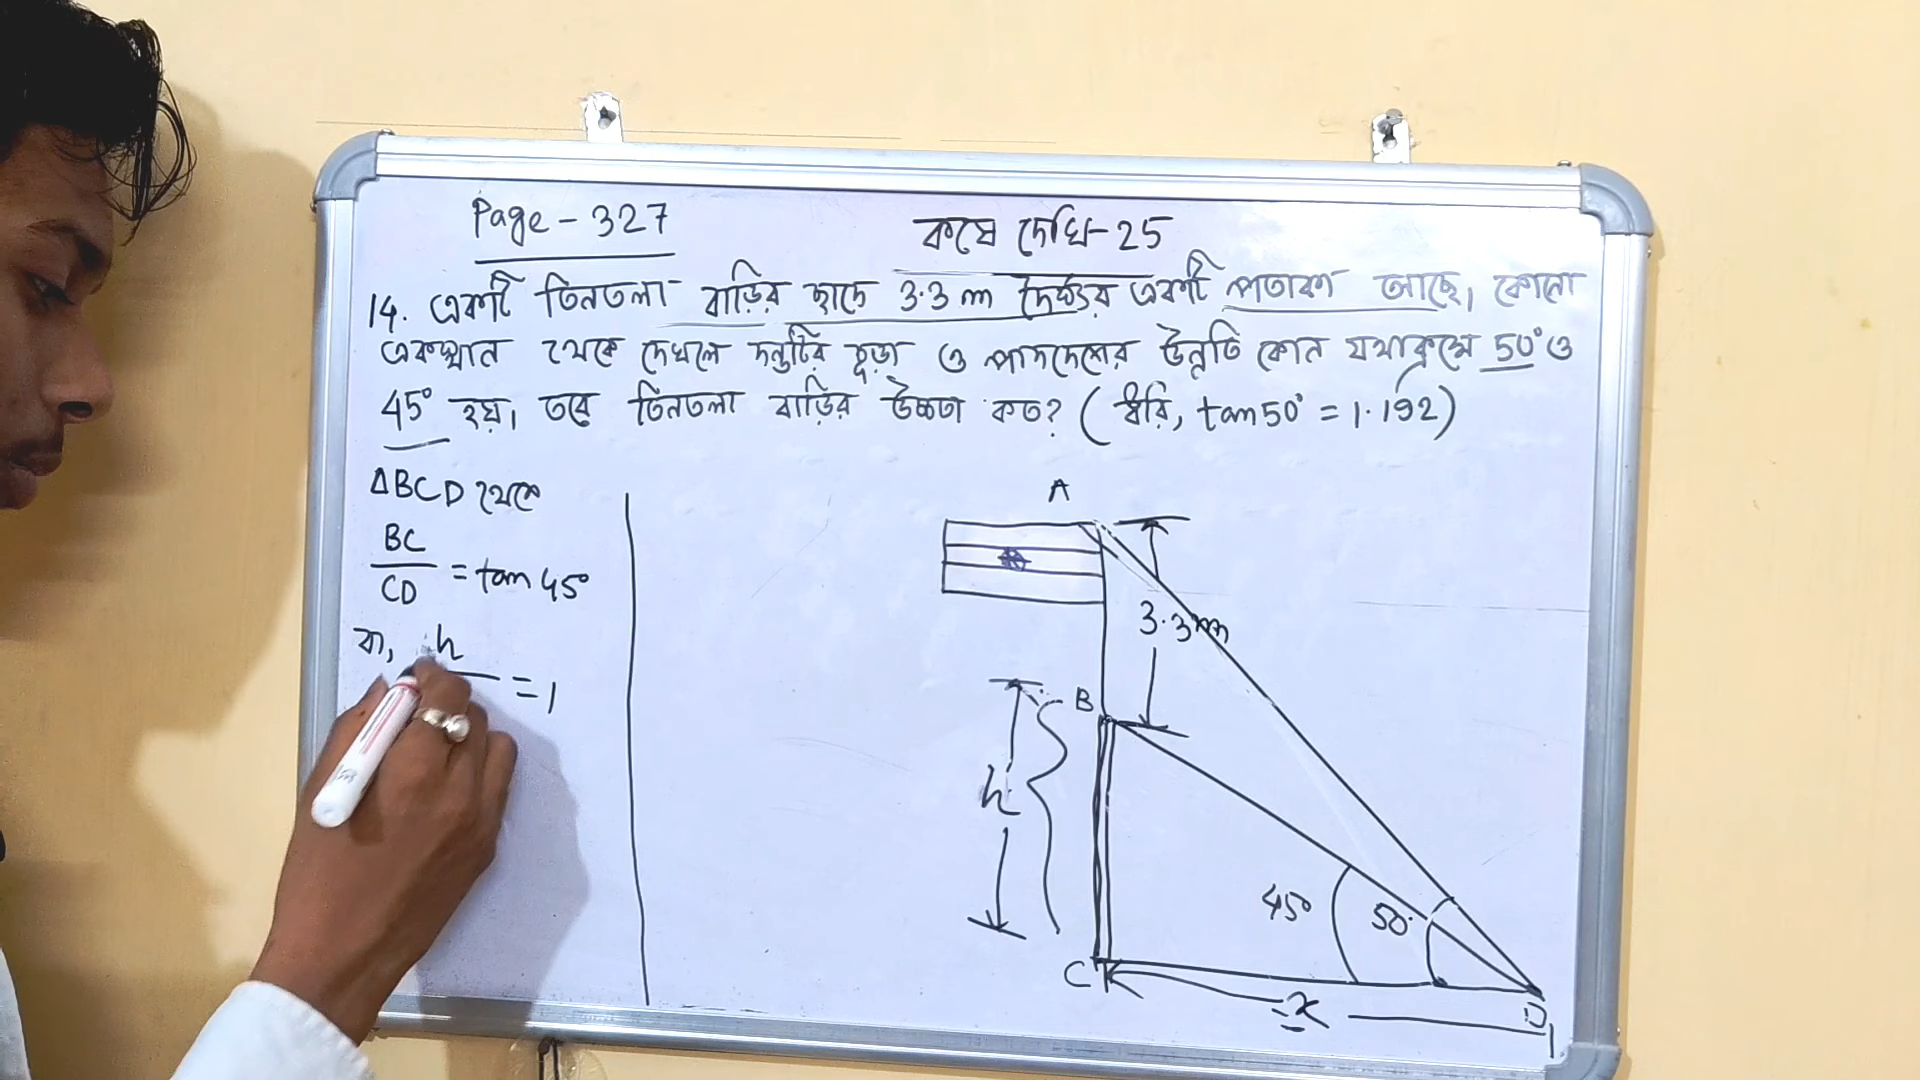 Page - 327
কষে দেখি-25
14. একটি তিনতলা বাড়ির ছাদে 3.3 m দৈর্ঘ্যের একটি পতাকা আছে। কোনো
একস্থান থেকে দেখলে দন্ডটির চূড়া ও পাদদেশের উন্নতি কোন যথাক্রমে 50° ও
45° হয়। তবে তিনতলা বাড়ির উচ্চতা কত? (ধরি, tan50° = 1.192)
ΔBCD থেকে
BC/CD = tan 45°
বা, h/ = 1
A
3.3m
B
h
45°
50°
C
x
D